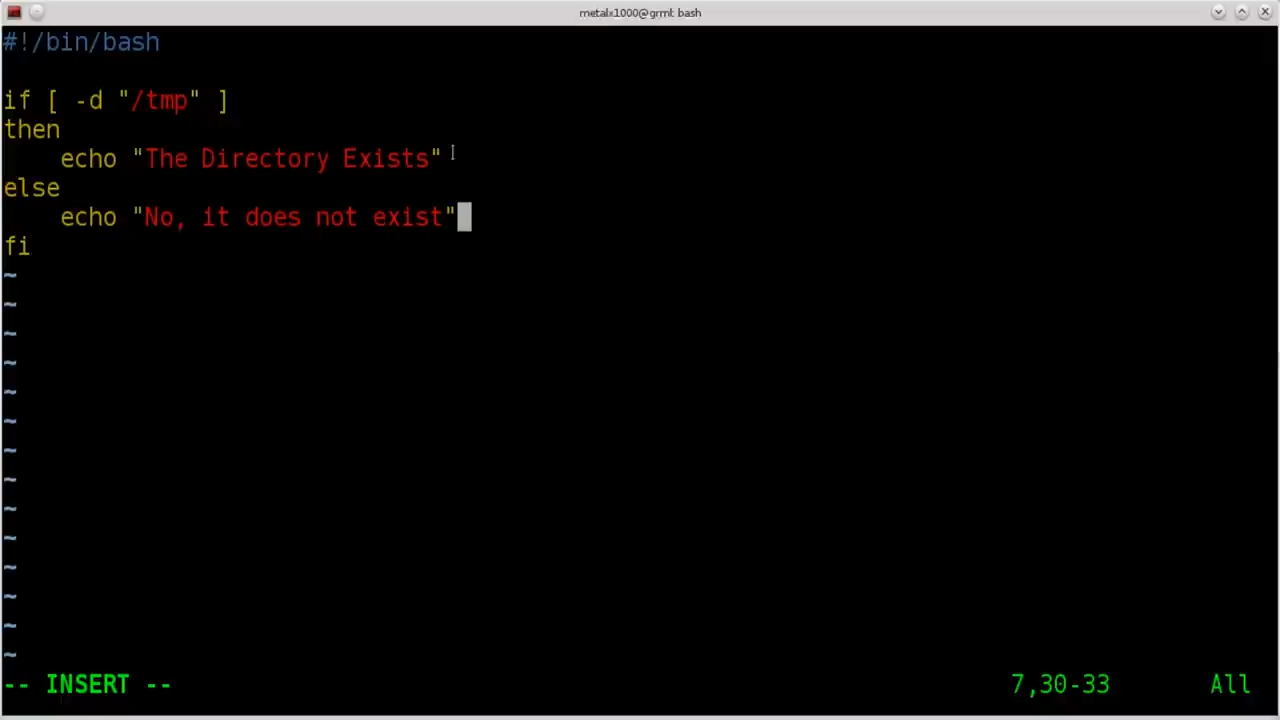 metalx1000@grml: bash
#!/bin/bash
if [ -d "/tmp" ]
then
    echo "The Directory Exists"
else
    echo "No, it does not exist"
fi
~
~
~
~
~
~
~
~
~
~
~
~
~
~
-- INSERT -- 7,30-33 All